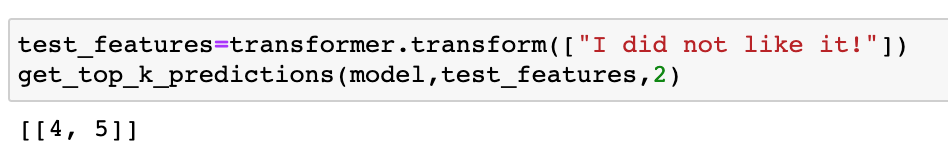 test_features=transformer.transform(["I did not like it!"])
get_top_k_predictions(model,test_features,2)
[[4, 5]]